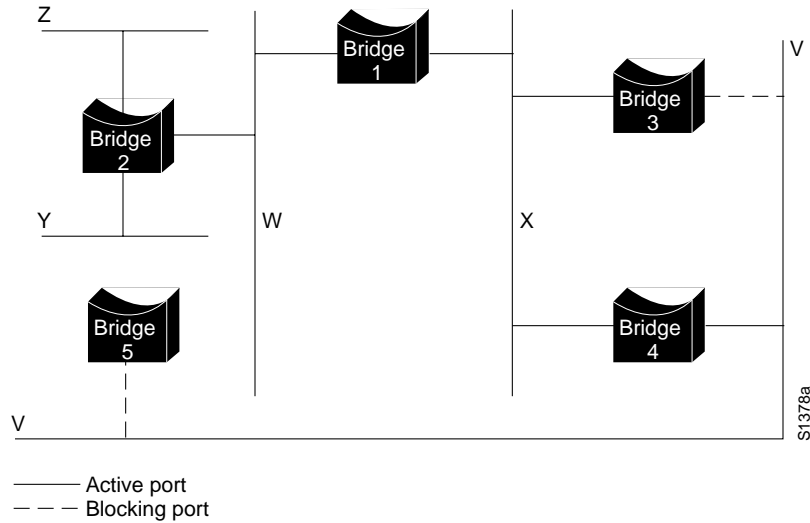 Z
Bridge
1
V
Bridge
3
Bridge
2
Y
W
X
Bridge
5
Bridge
4
V
S1378a
Active port
Blocking port